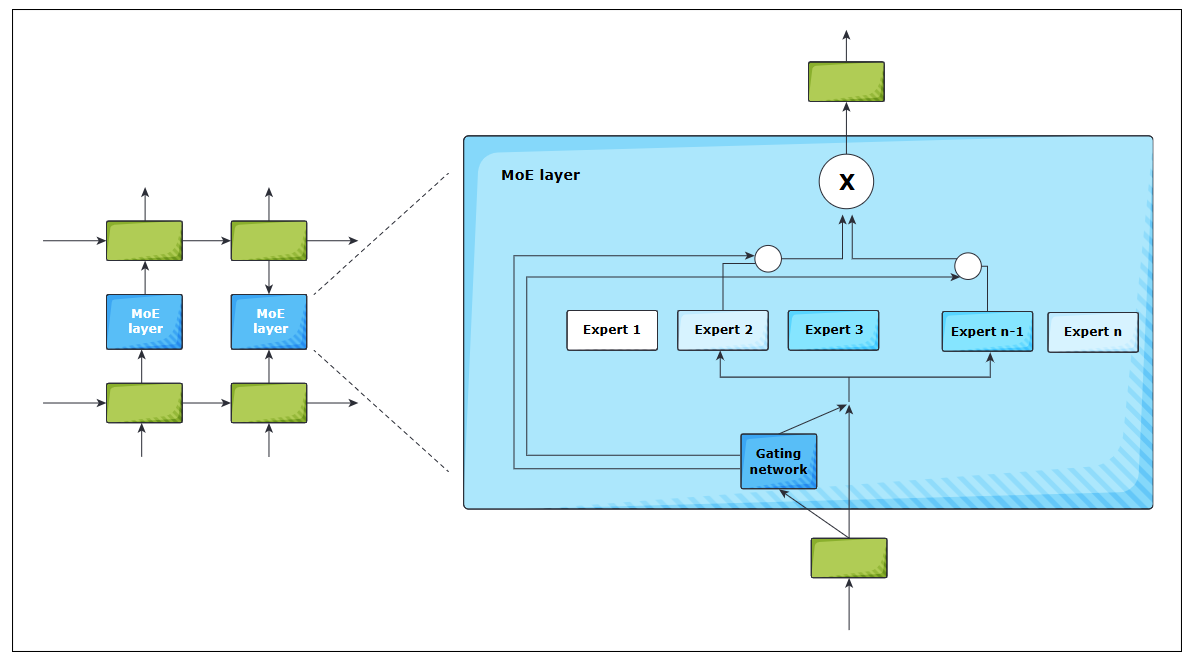 MoE
layer
MoE
layer
MoE layer
X
Expert 1
Expert 2
Expert 3
Expert n-1
Expert n
Gating
network